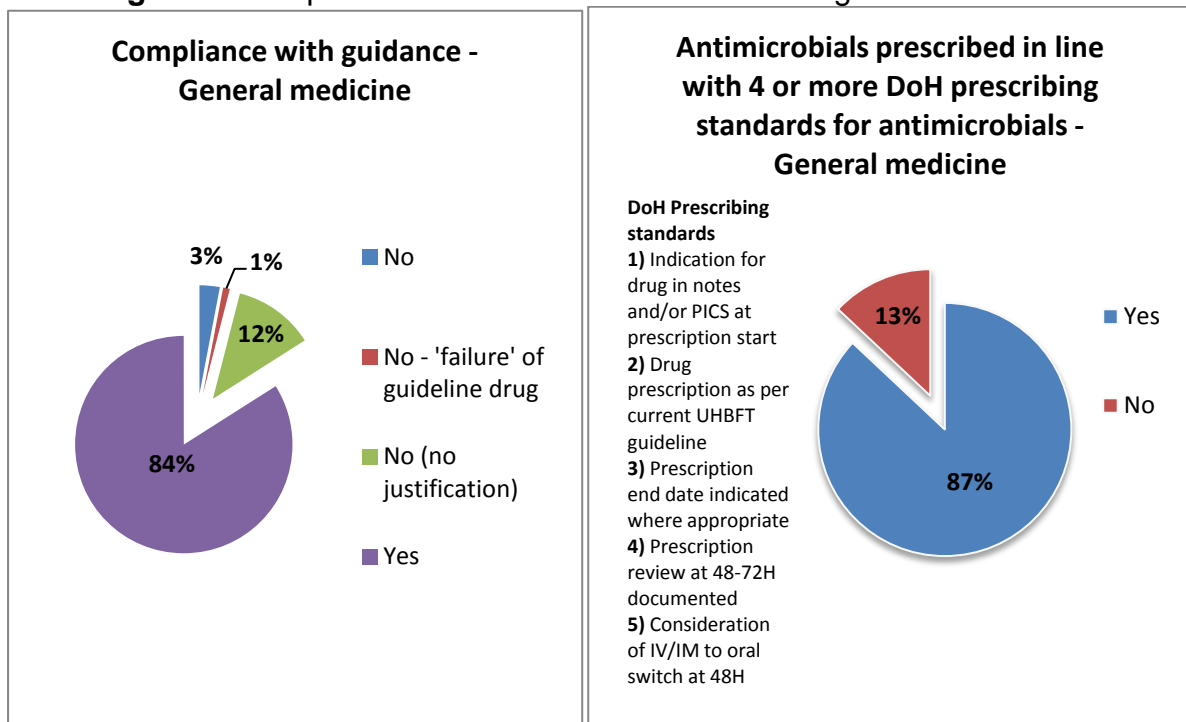 Compliance with guidance -
General medicine
3%
1%
12%
84%
No
No - 'failure' of
guideline drug
No (no
justification)
Yes
Antimicrobials prescribed in line
with 4 or more DoH prescribing
standards for antimicrobials -
General medicine
DoH Prescribing
standards
1) Indication for
drug in notes
and/or PICS at
prescription start
2) Drug
prescription as per
current UHBFT
guideline
3) Prescription
end date indicated
where appropriate
4) Prescription
review at 48-72H
documented
5) Consideration
of IV/IM to oral
switch at 48H
13%
87%
Yes
No